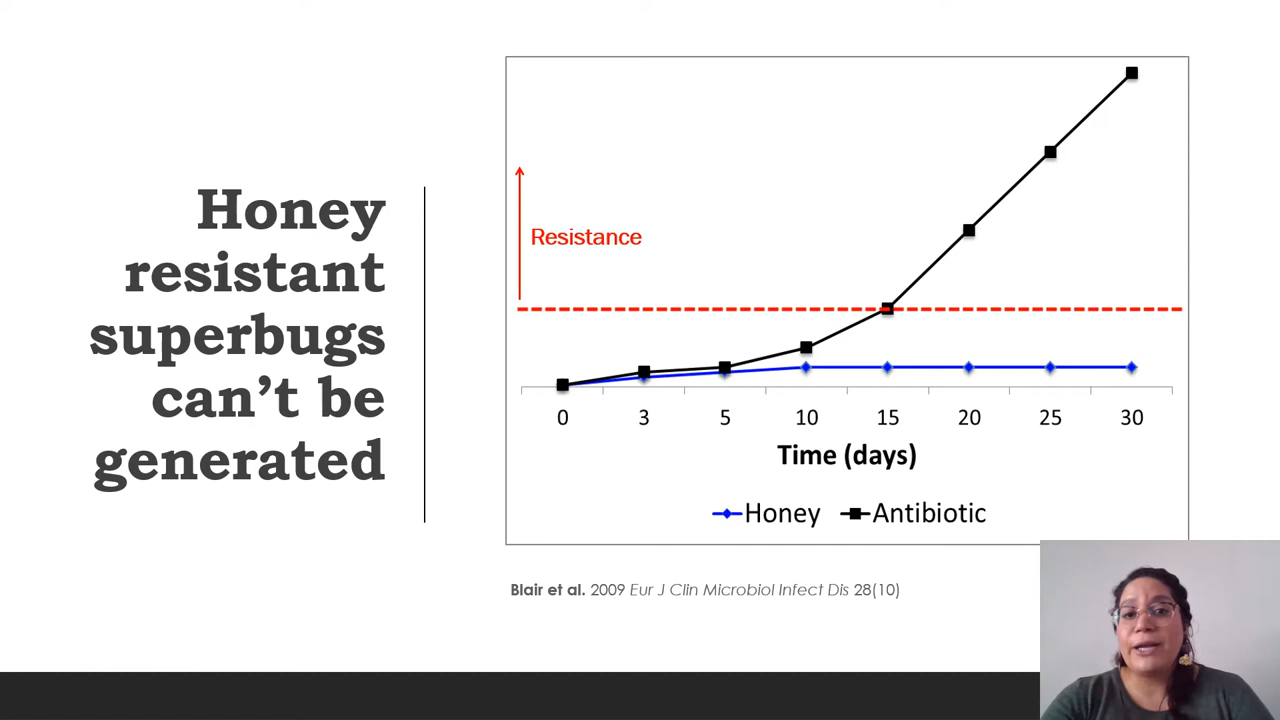 Honey
resistant
superbugs
can’t be
generated
Resistance
0 3 5 10 15 20 25 30
Time (days)
Honey Antibiotic
Blair et al. 2009 Eur J Clin Microbiol Infect Dis 28(10)